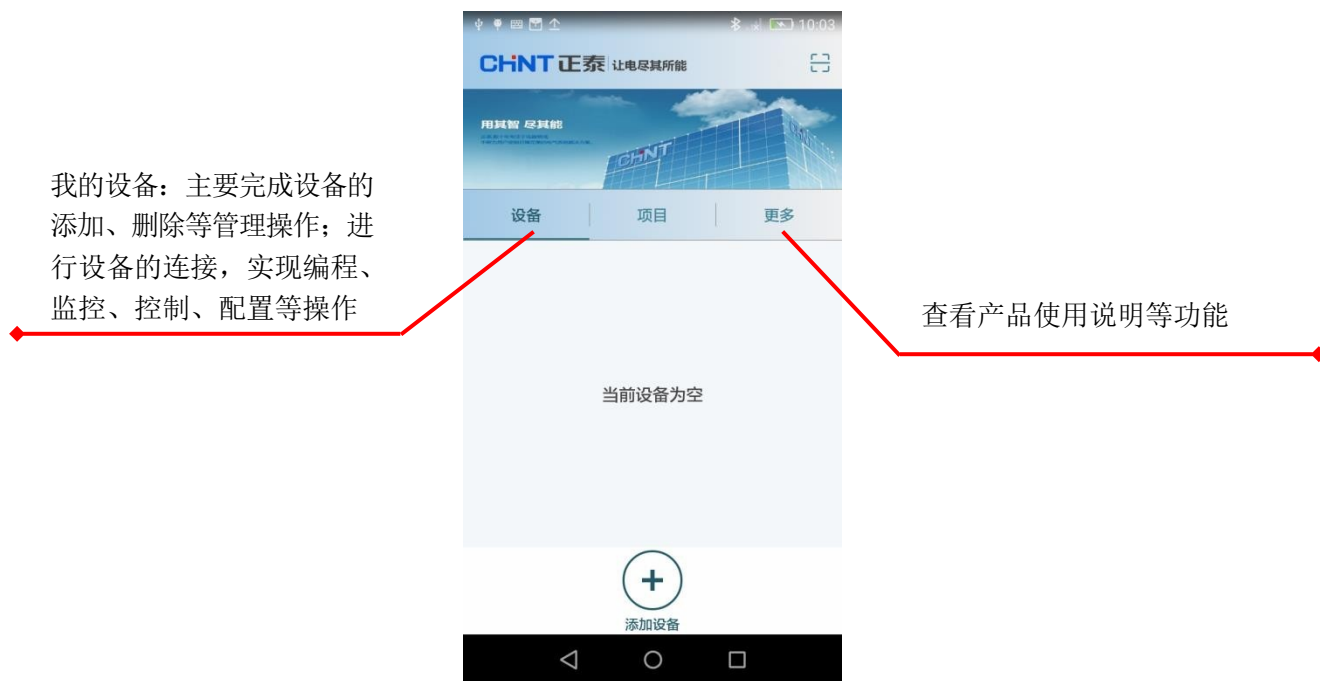 10:03
CHiNT 正泰 让电尽其所能
用其智 尽其能
CHiNT
设备
项目
更多
我的设备：主要完成设备的
添加、删除等管理操作；进
行设备的连接，实现编程、
监控、控制、配置等操作
查看产品使用说明等功能
当前设备为空
添加设备